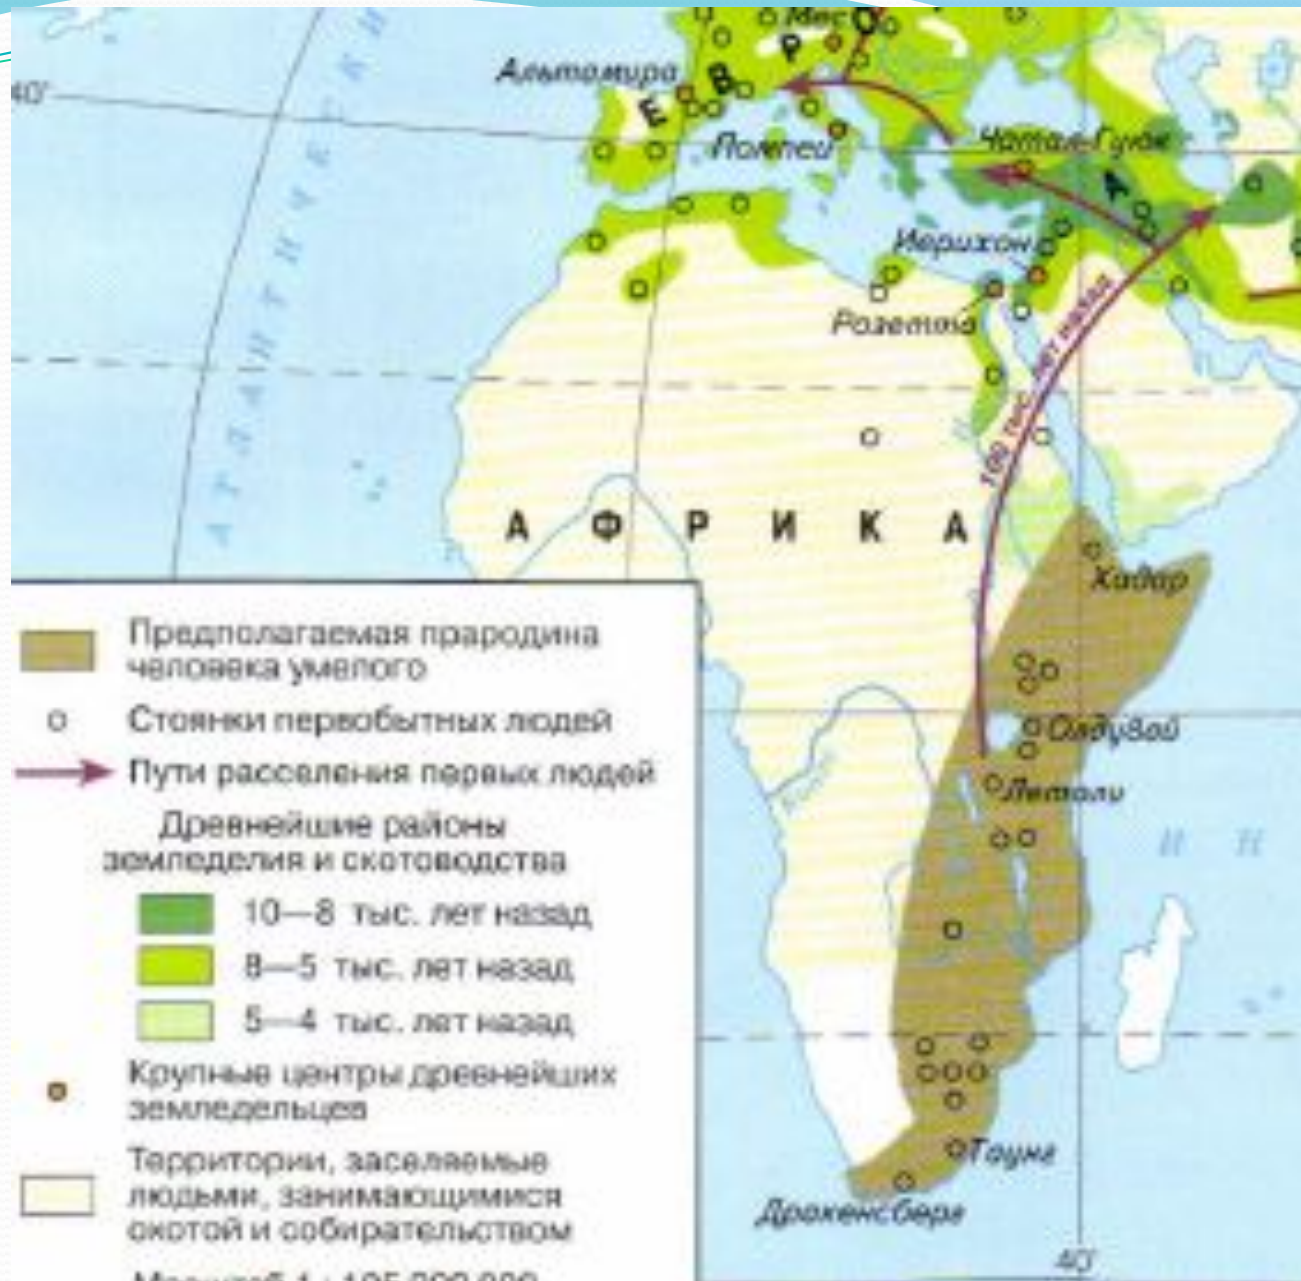 40°
АТЛАНТИЧЕСКИ
Альтамира
Е В Р
Помпеи
Чатал-Гуюк
А
Иерихон
Розетта
100 тыс. лет назад
АФРИКА
Хадар
Олдувай
Летоли
И Н
Таунг
Дракенсберг
40°
Предполагаемая прародина
человека умелого
Стоянки первобытных людей
Пути расселения первых людей
Древнейшие районы
земледелия и скотоводства
10—8 тыс. лет назад
8—5 тыс. лет назад
5—4 тыс. лет назад
Крупные центры древнейших
земледельцев
Территории, заселяемые
людьми, занимающимися
охотой и собирательством